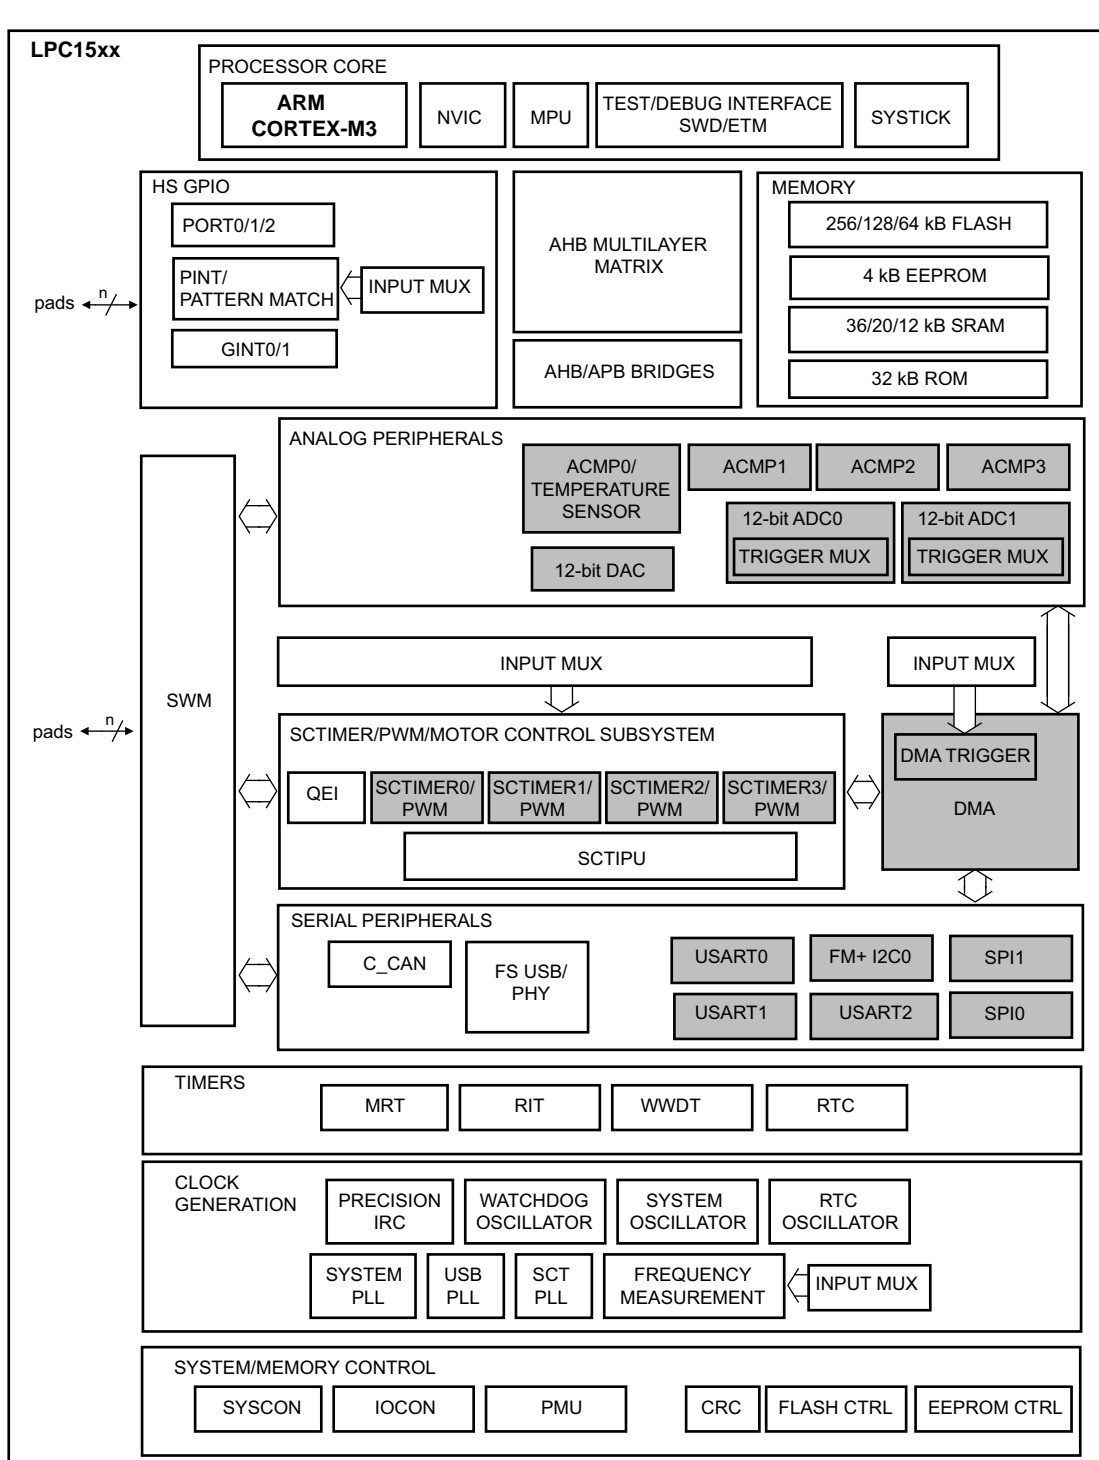 LPC15xx
PROCESSOR CORE
ARM
CORTEX-M3
NVIC
MPU
TEST/DEBUG INTERFACE
SWD/ETM
SYSTICK
HS GPIO
PORT0/1/2
PINT/
PATTERN MATCH
INPUT MUX
GINT0/1
pads
n
AHB MULTILAYER
MATRIX
AHB/APB BRIDGES
MEMORY
256/128/64 kB FLASH
4 kB EEPROM
36/20/12 kB SRAM
32 kB ROM
SWM
pads
n
ANALOG PERIPHERALS
ACMP0/
TEMPERATURE
SENSOR
ACMP1
ACMP2
ACMP3
12-bit DAC
12-bit ADC0
TRIGGER MUX
12-bit ADC1
TRIGGER MUX
INPUT MUX
INPUT MUX
SCTIMER/PWM/MOTOR CONTROL SUBSYSTEM
QEI
SCTIMER0/
PWM
SCTIMER1/
PWM
SCTIMER2/
PWM
SCTIMER3/
PWM
SCTIPU
DMA TRIGGER
DMA
SERIAL PERIPHERALS
C_CAN
FS USB/
PHY
USART0
FM+ I2C0
SPI1
USART1
USART2
SPI0
TIMERS
MRT
RIT
WWDT
RTC
CLOCK
GENERATION
PRECISION
IRC
WATCHDOG
OSCILLATOR
SYSTEM
OSCILLATOR
RTC
OSCILLATOR
SYSTEM
PLL
USB
PLL
SCT
PLL
FREQUENCY
MEASUREMENT
INPUT MUX
SYSTEM/MEMORY CONTROL
SYSCON
IOCON
PMU
CRC
FLASH CTRL
EEPROM CTRL